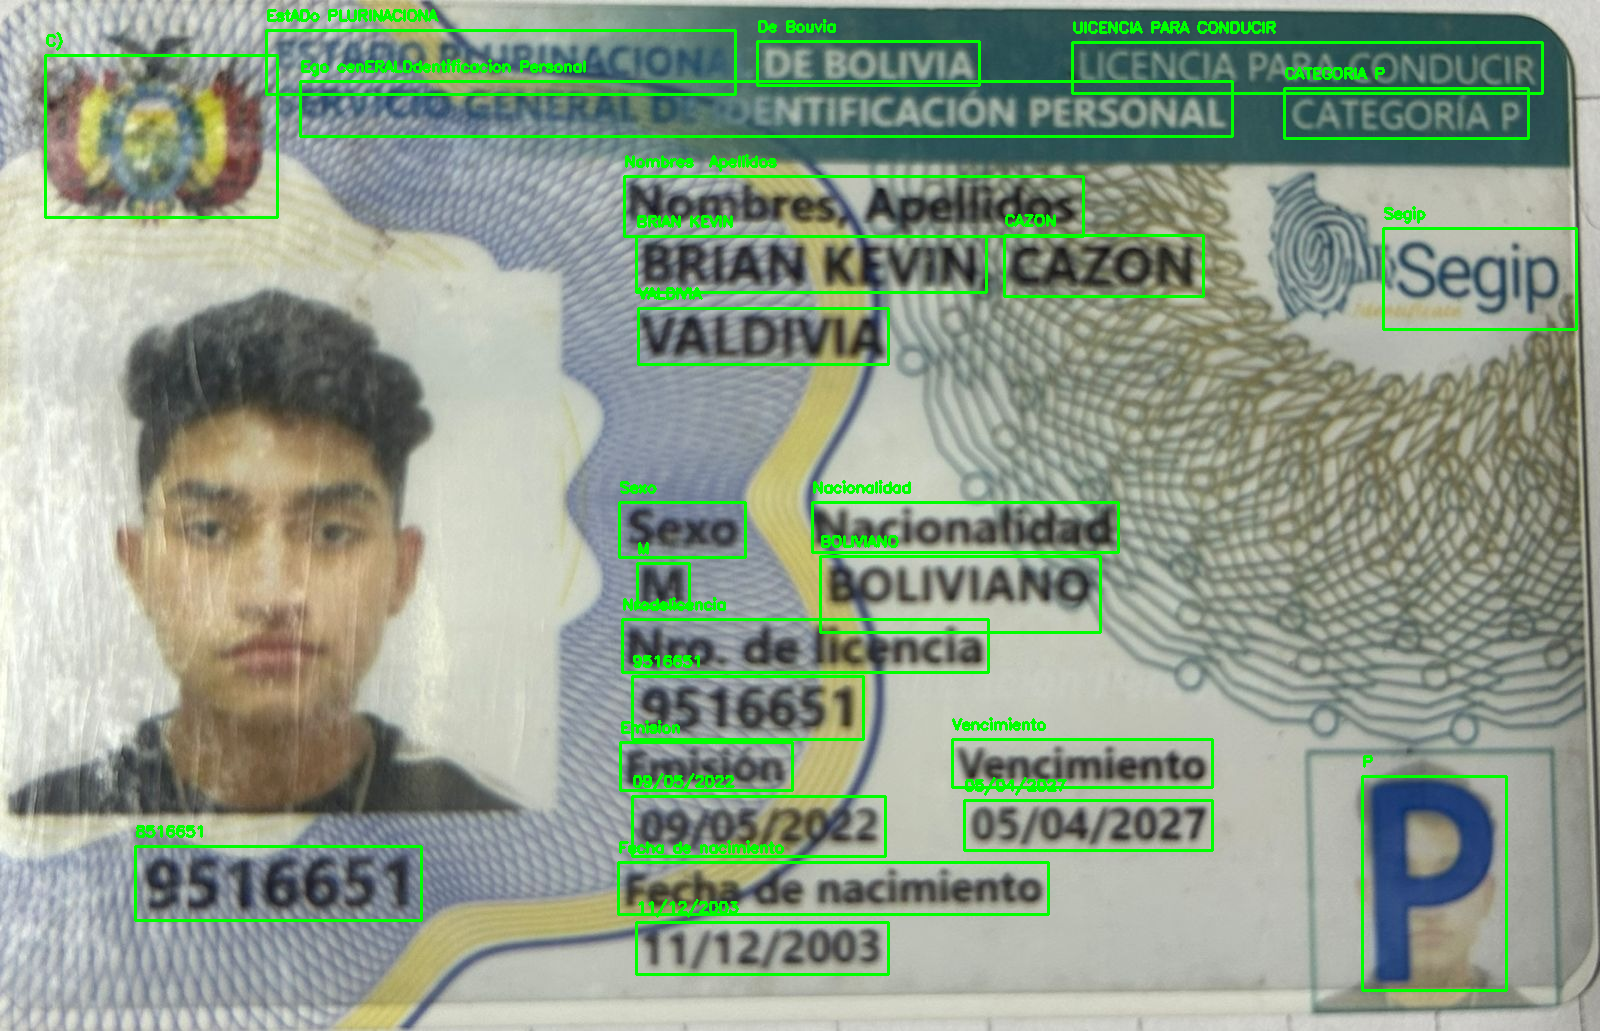 EstADo PLURINACIONA
De Bouvia
UICENCIA PARA CONDUCIR
C)
ESTADO PLURINACIONAL DE BOLIVIA
LICENCIA PARA CONDUCIR
Ego cenERALDdentificacion Personal
CATEGORIA P
SERVICIO GENERAL DE IDENTIFICACIÓN PERSONAL
CATEGORÍA P
Nombres Apellidos
Nombres, Apellidos
Segip
BRIAN KEVIN
CAZON
BRIAN KEVIN CAZON
Segip
VALDIVIA
VALDIVIA
Sexo
Nacionalidad
Sexo
Nacionalidad
M
BOLIVIANO
M
BOLIVIANO
Nro. de licencia
9516651
9516651
Emision
Vencimiento
Emisión
Vencimiento
P
09/05/2022
05/04/2027
09/05/2022
05/04/2027
P
Fecha de nacimiento
9516651
Fecha de nacimiento
9516651
11/12/2003
11/12/2003